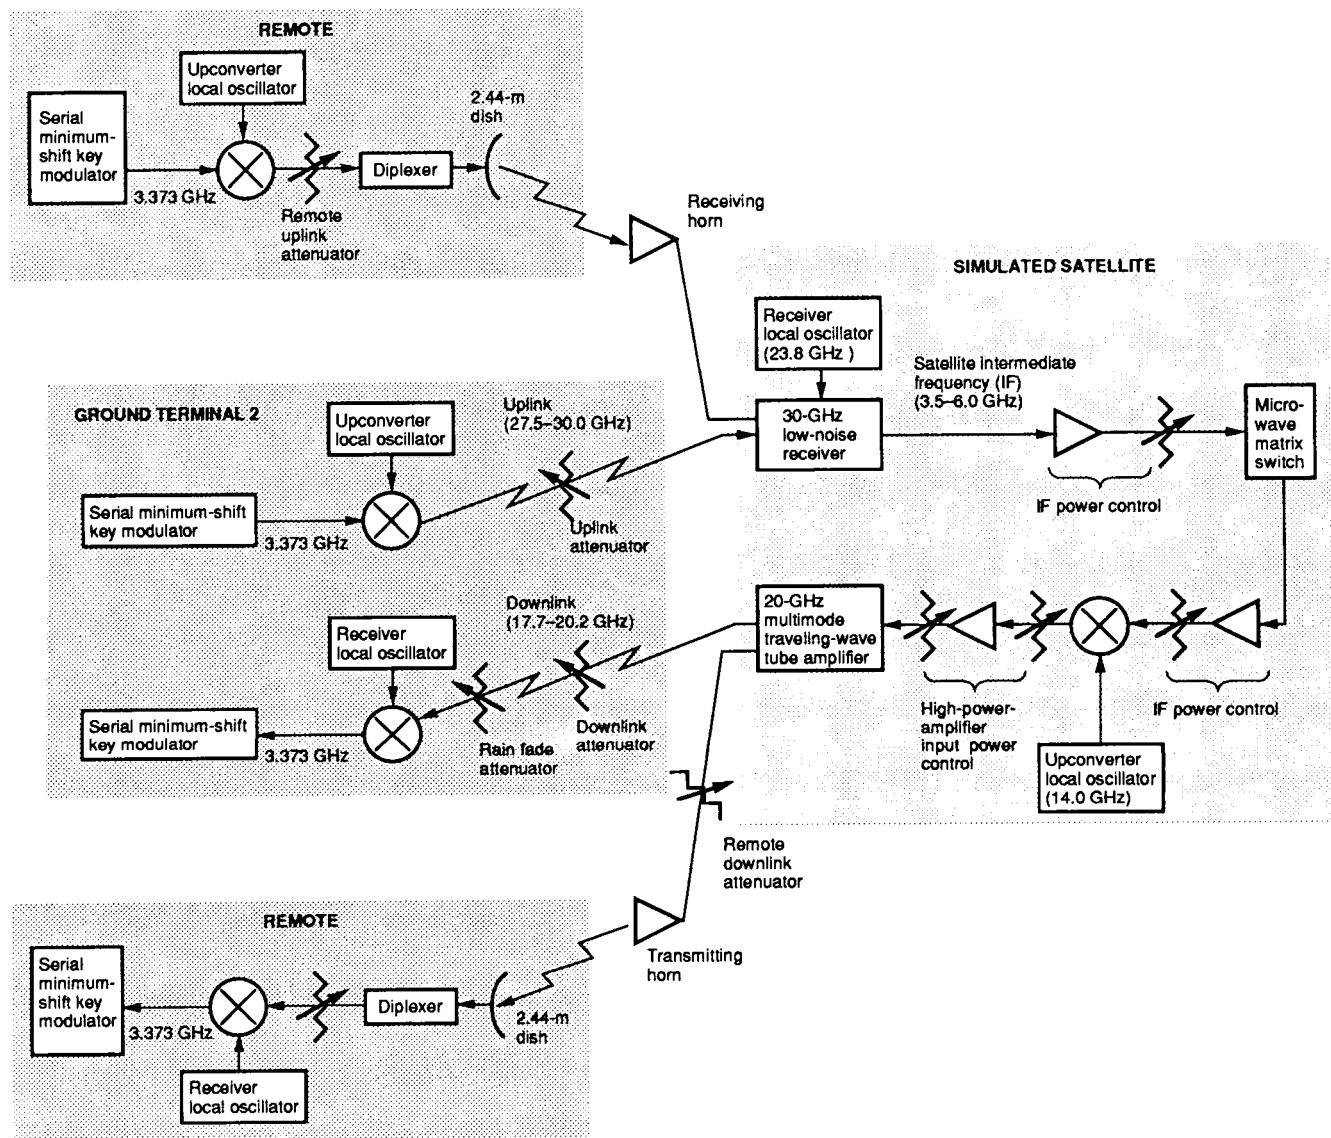 REMOTE
Upconverter
local oscillator
Serial
minimum-
shift key
modulator
3.373 GHz
Remote
uplink
attenuator
Diplexer
2.44-m
dish
Receiving
horn
SIMULATED SATELLITE
Receiver
local oscillator
(23.8 GHz )
30-GHz
low-noise
receiver
Satellite intermediate
frequency (IF)
(3.5–6.0 GHz)
IF power control
Micro-
wave
matrix
switch
GROUND TERMINAL 2
Upconverter
local oscillator
Uplink
(27.5–30.0 GHz)
Serial minimum-shift
key modulator
3.373 GHz
Uplink
attenuator
Downlink
(17.7–20.2 GHz)
Receiver
local oscillator
Serial minimum-shift
key modulator
3.373 GHz
Rain fade
attenuator
Downlink
attenuator
20-GHz
multimode
traveling-wave
tube amplifier
High-power-
amplifier
input power
control
IF power control
Upconverter
local oscillator
(14.0 GHz)
Remote
downlink
attenuator
Transmitting
horn
REMOTE
Serial
minimum-
shift key
modulator
3.373 GHz
Diplexer
2.44-m
dish
Receiver
local oscillator